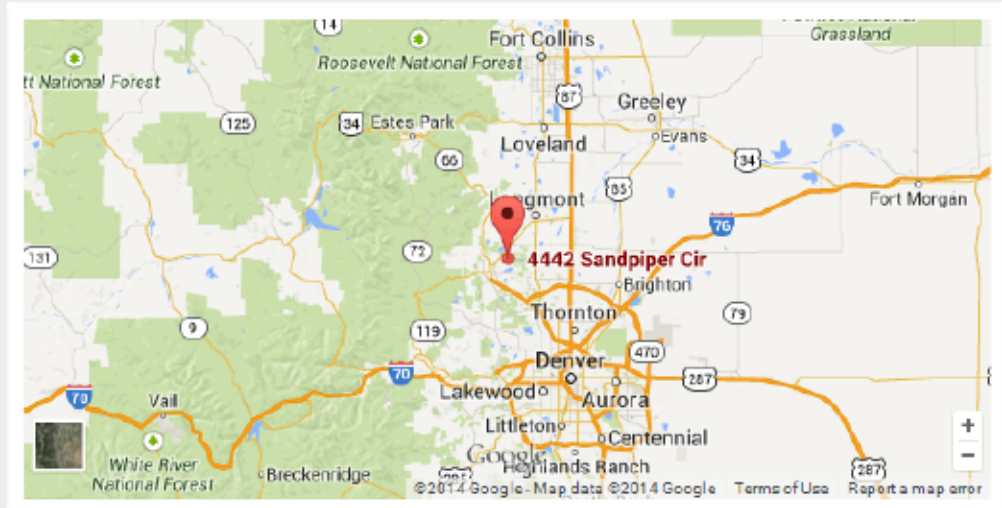 14
Fort Collins
Grassland
Roosevelt National Forest
tt National Forest
87
Greeley
125
34
Estes Park
Evans
Loveland
66
34
85
Fort Morgan
76
72
131
4442 Sandpiper Cir
Brighton
Thornton
79
9
119
Denver
470
70
287
Lakewood
70
Vail
Aurora
Littleton
Centennial
+
−
White River
National Forest
Breckenridge
Google
Highlands Ranch
287
©2014 Google - Map data ©2014 Google Terms of Use Report a map error